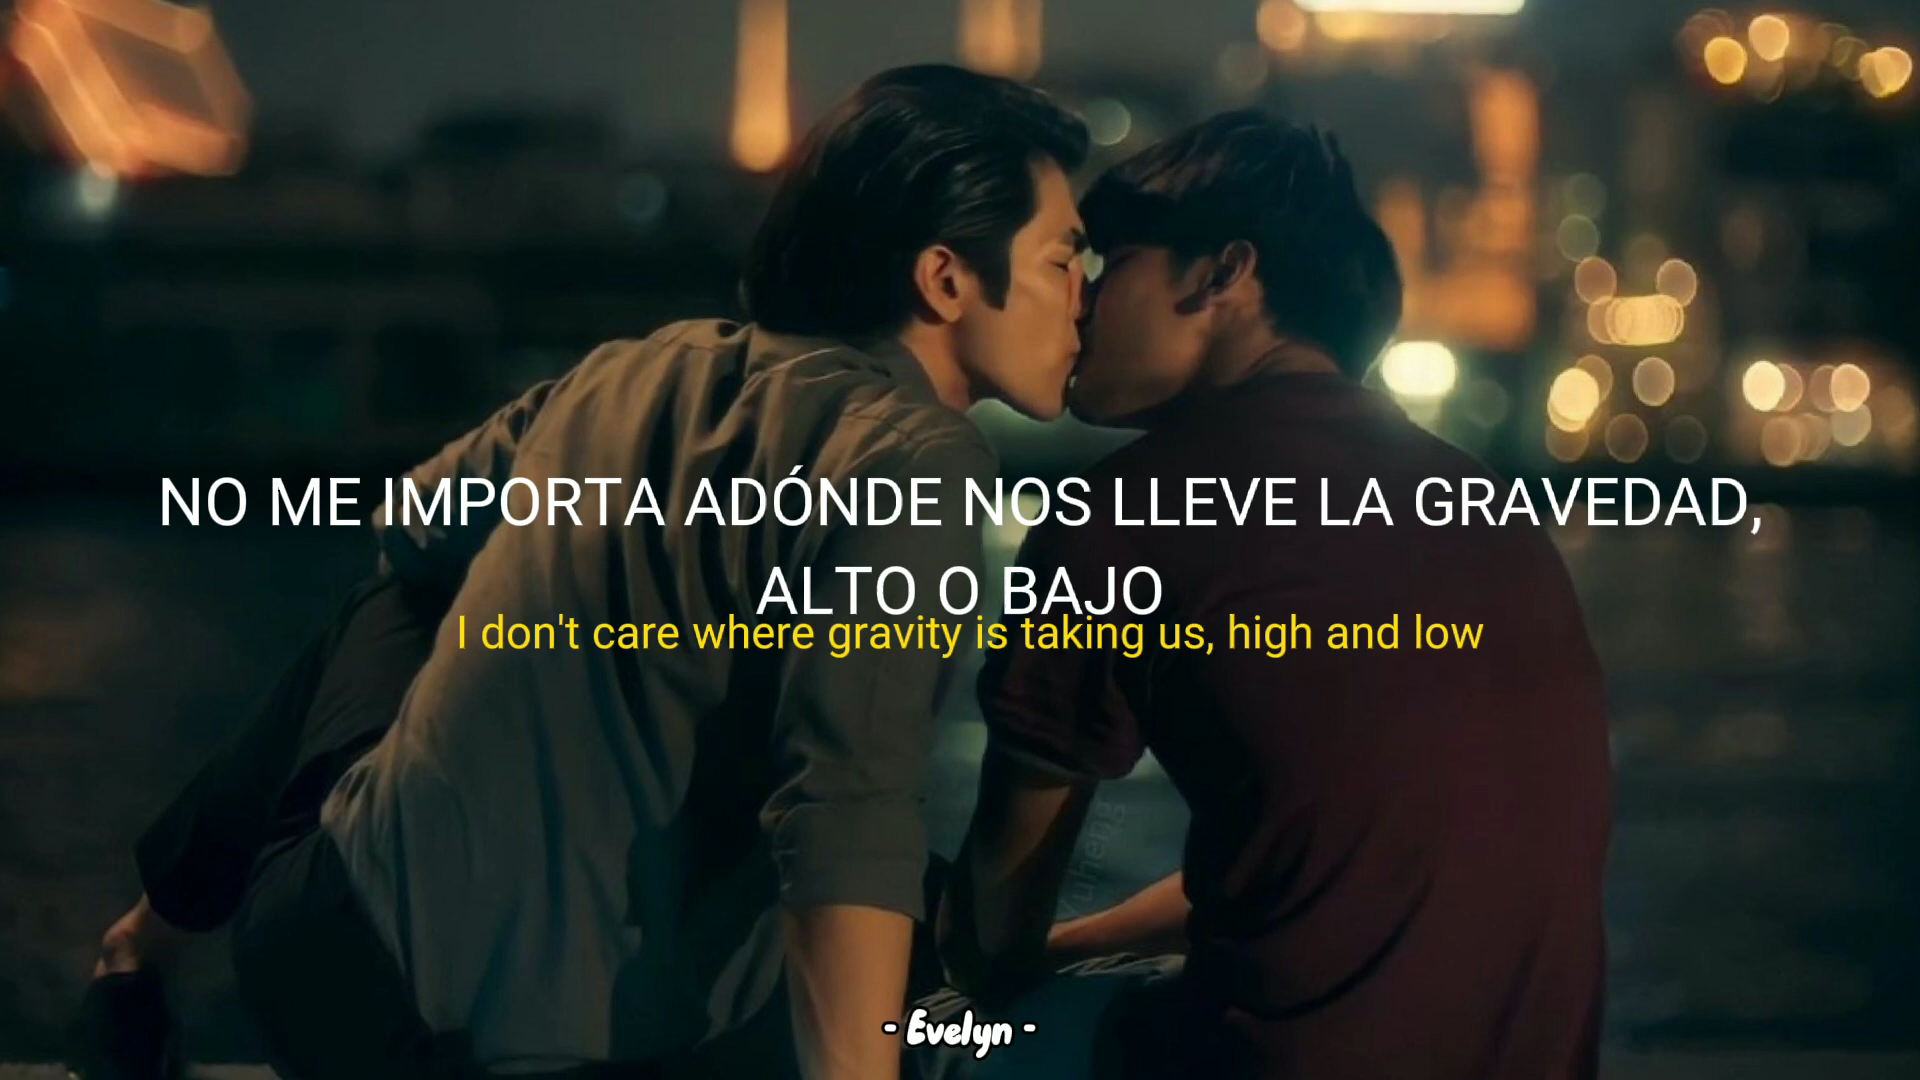 NO ME IMPORTA ADÓNDE NOS LLEVE LA GRAVEDAD,
ALTO O BAJO
I don't care where gravity is taking us, high and low
Yuheng
- Evelyn -